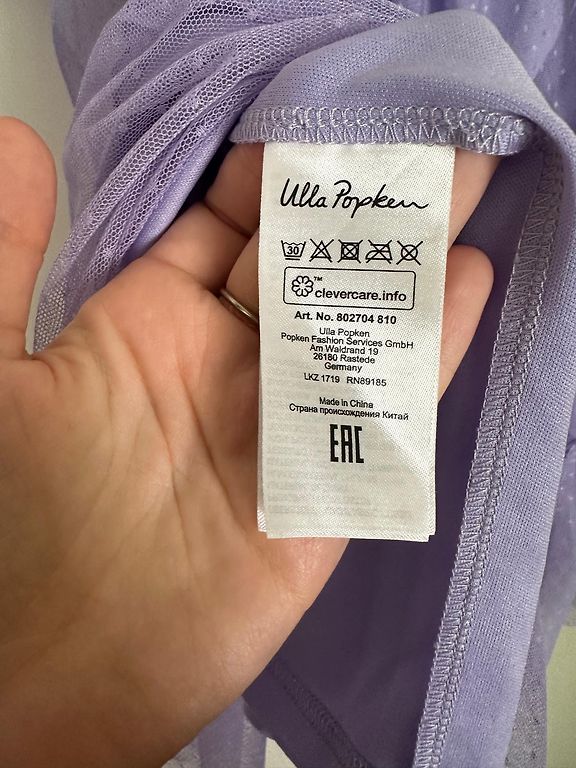 Ulla Popken
30
™
clevercare.info
Art. No. 802704 810
Ulla Popken
Popken Fashion Services GmbH
Am Waldrand 19
26180 Rastede
Germany
LKZ 1719 RN89185
Made in China
Страна происхождения Китай
EAC